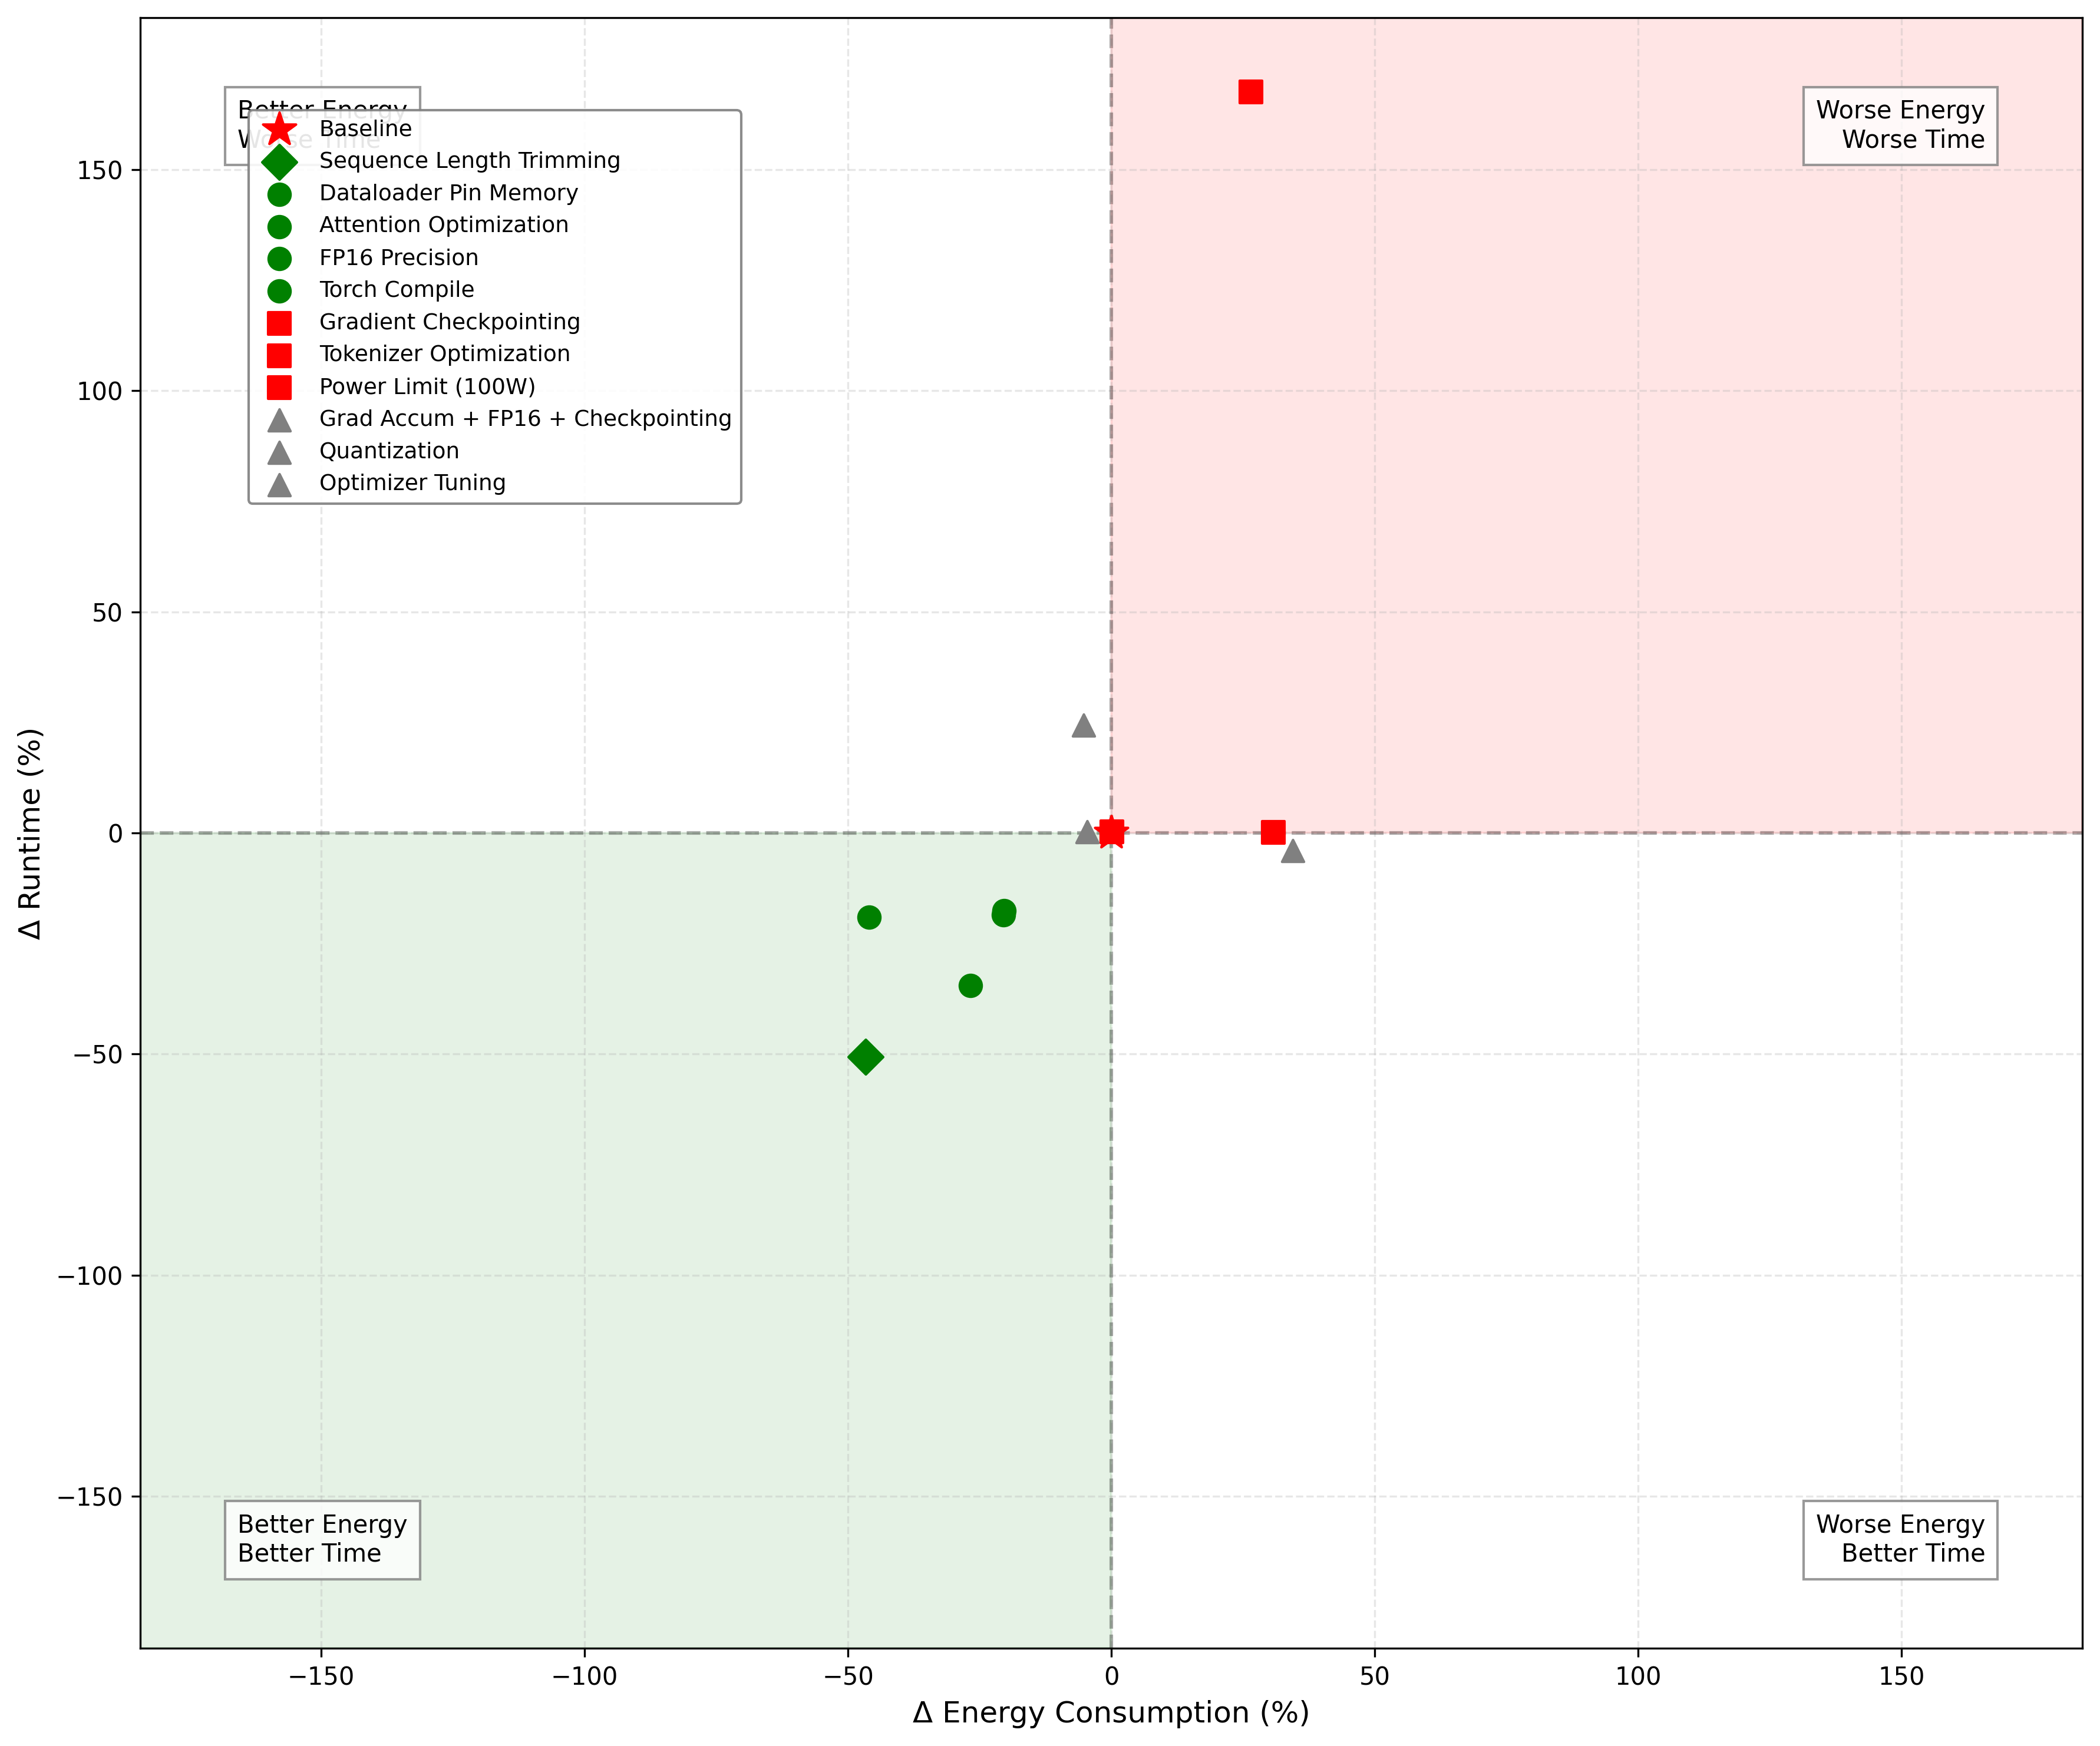 Better Energy
Worse Time
Worse Energy
Worse Time
Baseline
Sequence Length Trimming
Dataloader Pin Memory
Attention Optimization
FP16 Precision
Torch Compile
Gradient Checkpointing
Tokenizer Optimization
Power Limit (100W)
Grad Accum + FP16 + Checkpointing
Quantization
Optimizer Tuning
150
100
50
0
−50
−100
−150
Δ Runtime (%)
Better Energy
Better Time
Worse Energy
Better Time
−150
−100
−50
0
50
100
150
Δ Energy Consumption (%)